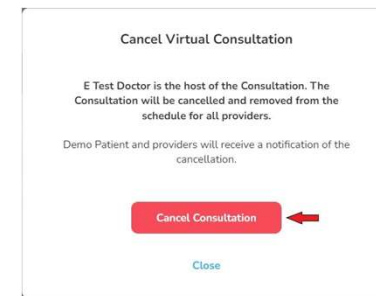 Cancel Virtual Consultation
E Test Doctor is the host of the Consultation. The
Consultation will be cancelled and removed from the
schedule for all providers.
Demo Patient and providers will receive a notification of the
cancellation.
Cancel Consultation
Close